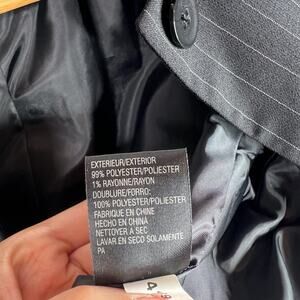 EXTERIEUR/EXTERIOR
99% POLYESTER/POLIESTER
1% RAYONNE/RAYON
DOUBLURE/FORRO:
100% POLYESTER/POLIESTER
FABRIQUE EN CHINE
HECHO EN CHINA
NETTOYER A SEC
LAVAR EN SECO SOLAMENTE
PA
4